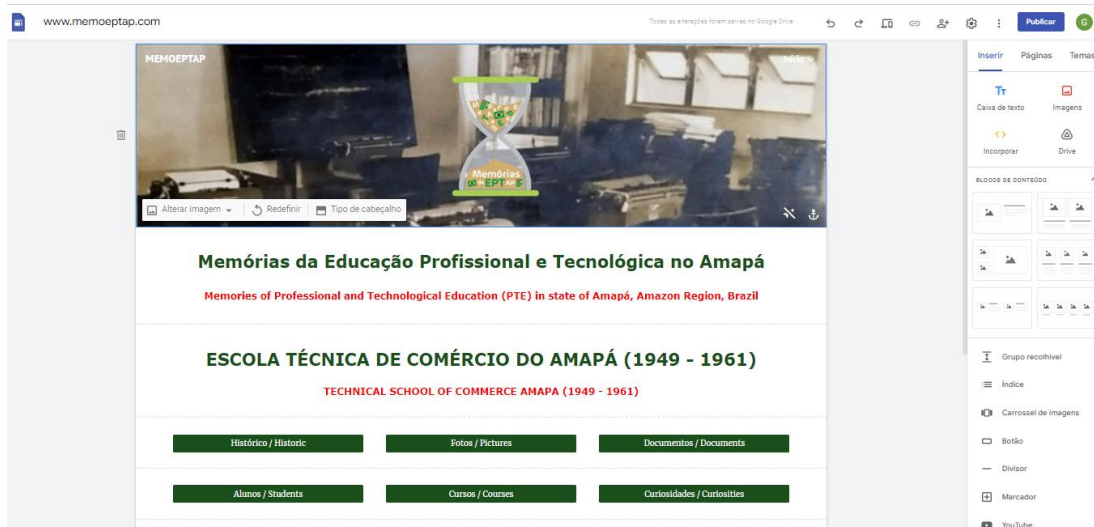 www.memoeptap.com
Todas as alterações foram salvas no Google Drive
Publicar
G
MEMOEPTAP
Início
Memórias
EPT AP
Alterar imagem
Redefinir
Tipo de cabeçalho
Memórias da Educação Profissional e Tecnológica no Amapá
Memories of Professional and Technological Education (PTE) in state of Amapá, Amazon Region, Brazil
ESCOLA TÉCNICA DE COMÉRCIO DO AMAPÁ (1949 - 1961)
TECHNICAL SCHOOL OF COMMERCE AMAPA (1949 - 1961)
Histórico / Historic
Fotos / Pictures
Documentos / Documents
Alunos / Students
Cursos / Courses
Curiosidades / Curiosities
Inserir
Páginas
Temas
Caixa de texto
Imagens
Incorporar
Drive
BLOCOS DE CONTEÚDO
Grupo recolhível
Índice
Carrossel de imagens
Botão
Divisor
Marcador
YouTube